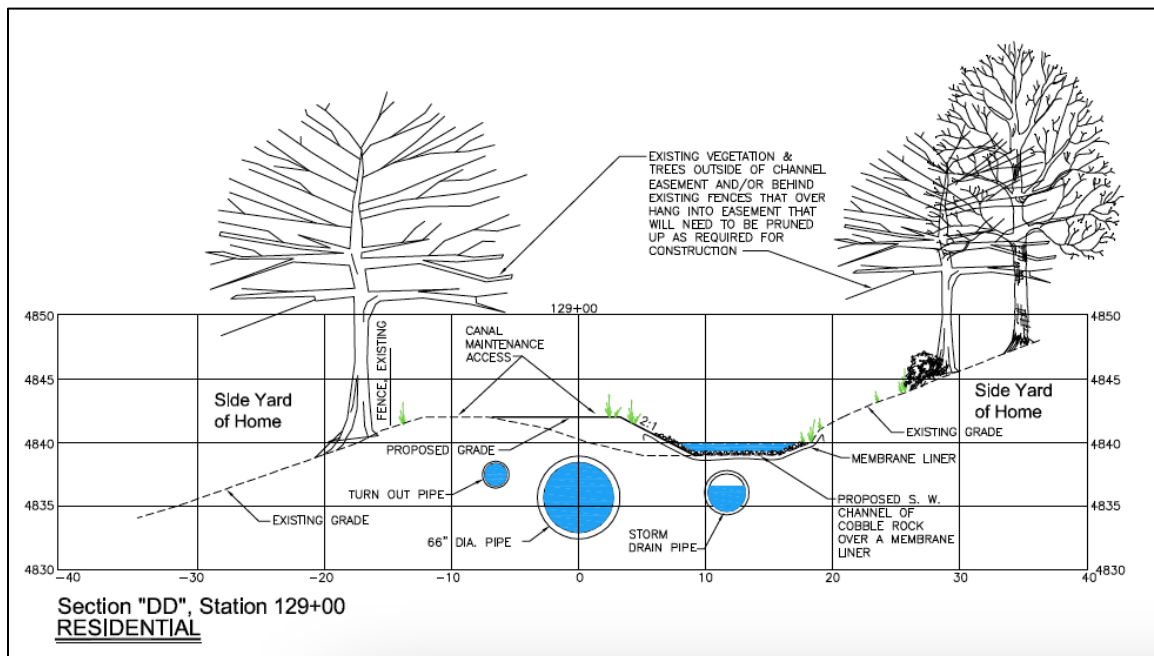 EXISTING VEGETATION &
TREES OUTSIDE OF CHANNEL
EASEMENT AND/OR BEHIND
EXISTING FENCES THAT OVER
HANG INTO EASEMENT THAT
WILL NEED TO BE PRUNED
UP AS REQUIRED FOR
CONSTRUCTION
129+00
4850
4850
CANAL
MAINTENANCE
ACCESS
FENCE, EXISTING
4845
4845
Side Yard
of Home
Side Yard
of Home
2:1
EXISTING GRADE
4840
4840
PROPOSED GRADE
MEMBRANE LINER
TURN OUT PIPE
PROPOSED S. W.
CHANNEL OF
COBBLE ROCK
OVER A MEMBRANE
LINER
4835
4835
EXISTING GRADE
66" DIA. PIPE
STORM
DRAIN PIPE
4830
4830
-40
-30
-20
-10
0
10
20
30
40
Section "DD", Station 129+00
RESIDENTIAL